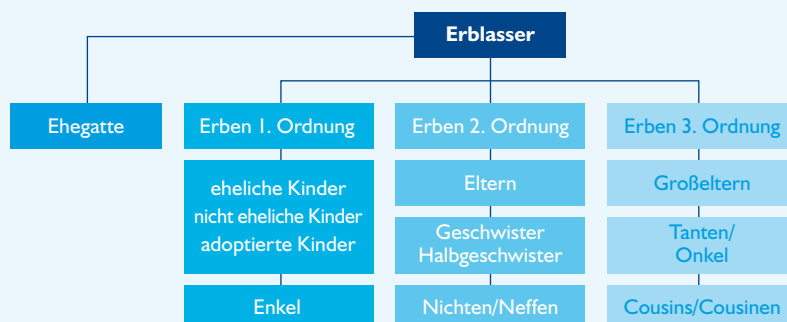 Erblasser
Ehegatte
Erben 1. Ordnung
Erben 2. Ordnung
Erben 3. Ordnung
eheliche Kinder
nicht eheliche Kinder
adoptierte Kinder
Eltern
Großeltern
Geschwister
Halbgeschwister
Tanten/
Onkel
Enkel
Nichten/Neffen
Cousins/Cousinen